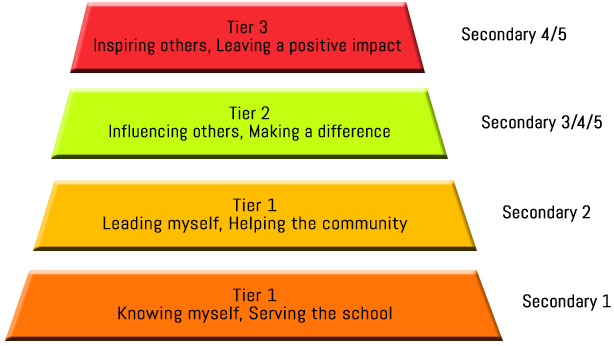 Tier 3
Inspiring others, Leaving a positive impact
Secondary 4/5
Tier 2
Influencing others, Making a difference
Secondary 3/4/5
Tier 1
Leading myself, Helping the community
Secondary 2
Tier 1
Knowing myself, Serving the school
Secondary 1